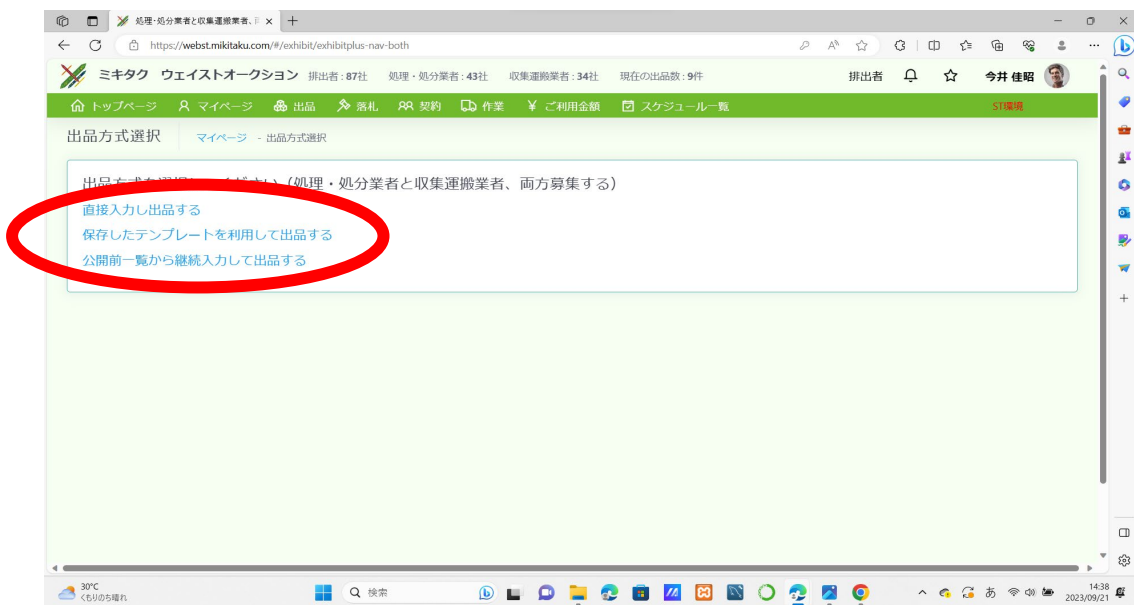 処理・処分業者と収集運搬業者、
https://webst.mikitaku.com/#/exhibit/exhibitplus-nav-both
ミキタク ウェイストオークション 排出者 : 87社 処理・処分業者 : 43社 収集運搬業者 : 34社 現在の出品数 : 9件 排出者 今井 佳昭
トップページ マイページ 出品 落札 契約 作業 ¥ ご利用金額 スケジュール一覧 ST環境
出品方式選択 マイページ - 出品方式選択
(処理・処分業者と収集運搬業者、両方募集する)
直接入力し出品する
保存したテンプレートを利用して出品する
公開前一覧から継続入力して出品する
30°C
くもりのち晴れ
検索
あ
14:38
2023/09/21